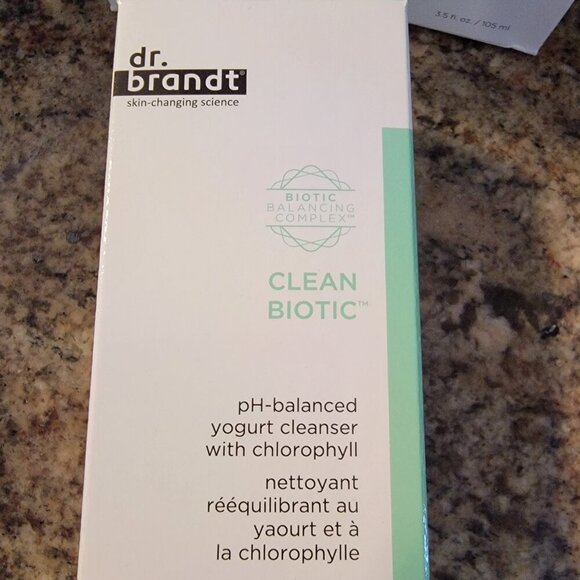 3.5 fl. oz. / 105 ml
dr.
brandt®
skin-changing science
BIOTIC
BALANCING
COMPLEX™
CLEAN
BIOTIC™
pH-balanced
yogurt cleanser
with chlorophyll
nettoyant
rééquilibrant au
yaourt et à
la chlorophylle